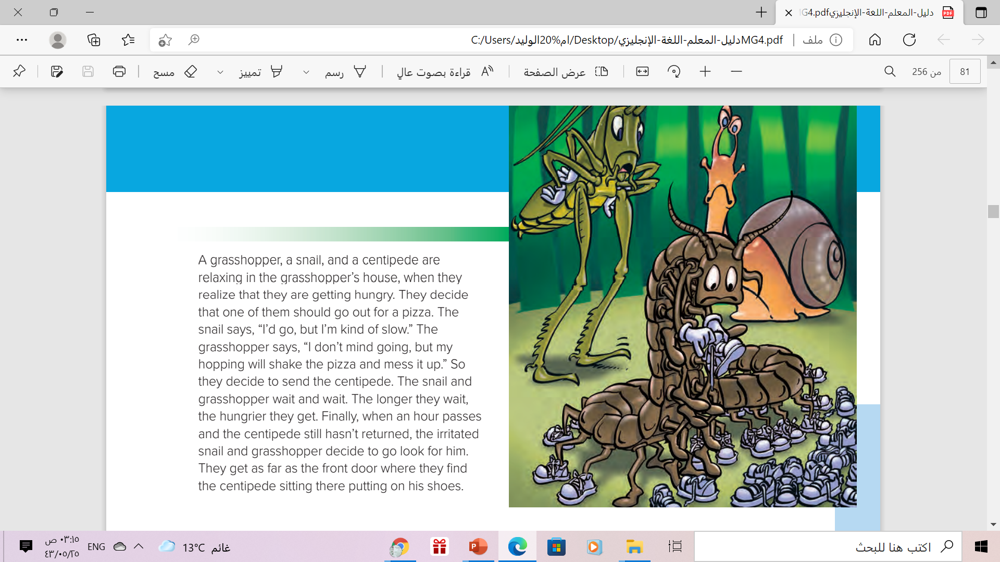 دليل-المعلم-اللغة-الإنجليزيMG4.pdf
C:/Users/ام%20الوليد/Desktop/دليل-المعلم-اللغة-الإنجليزيMG4.pdf
ملف
81
من 256
عرض الصفحة
قراءة بصوت عالٍ
رسم
تمييز
مسح
A grasshopper, a snail, and a centipede are
relaxing in the grasshopper’s house, when they
realize that they are getting hungry. They decide
that one of them should go out for a pizza. The
snail says, “I’d go, but I’m kind of slow.” The
grasshopper says, “I don’t mind going, but my
hopping will shake the pizza and mess it up.” So
they decide to send the centipede. The snail and
grasshopper wait and wait. The longer they wait,
the hungrier they get. Finally, when an hour passes
and the centipede still hasn’t returned, the irritated
snail and grasshopper decide to go look for him.
They get as far as the front door where they find
the centipede sitting there putting on his shoes.
اكتب هنا للبحث
13°C غائم
ENG
٠٣:١٥ ص
٤٣/٠٥/٢٥